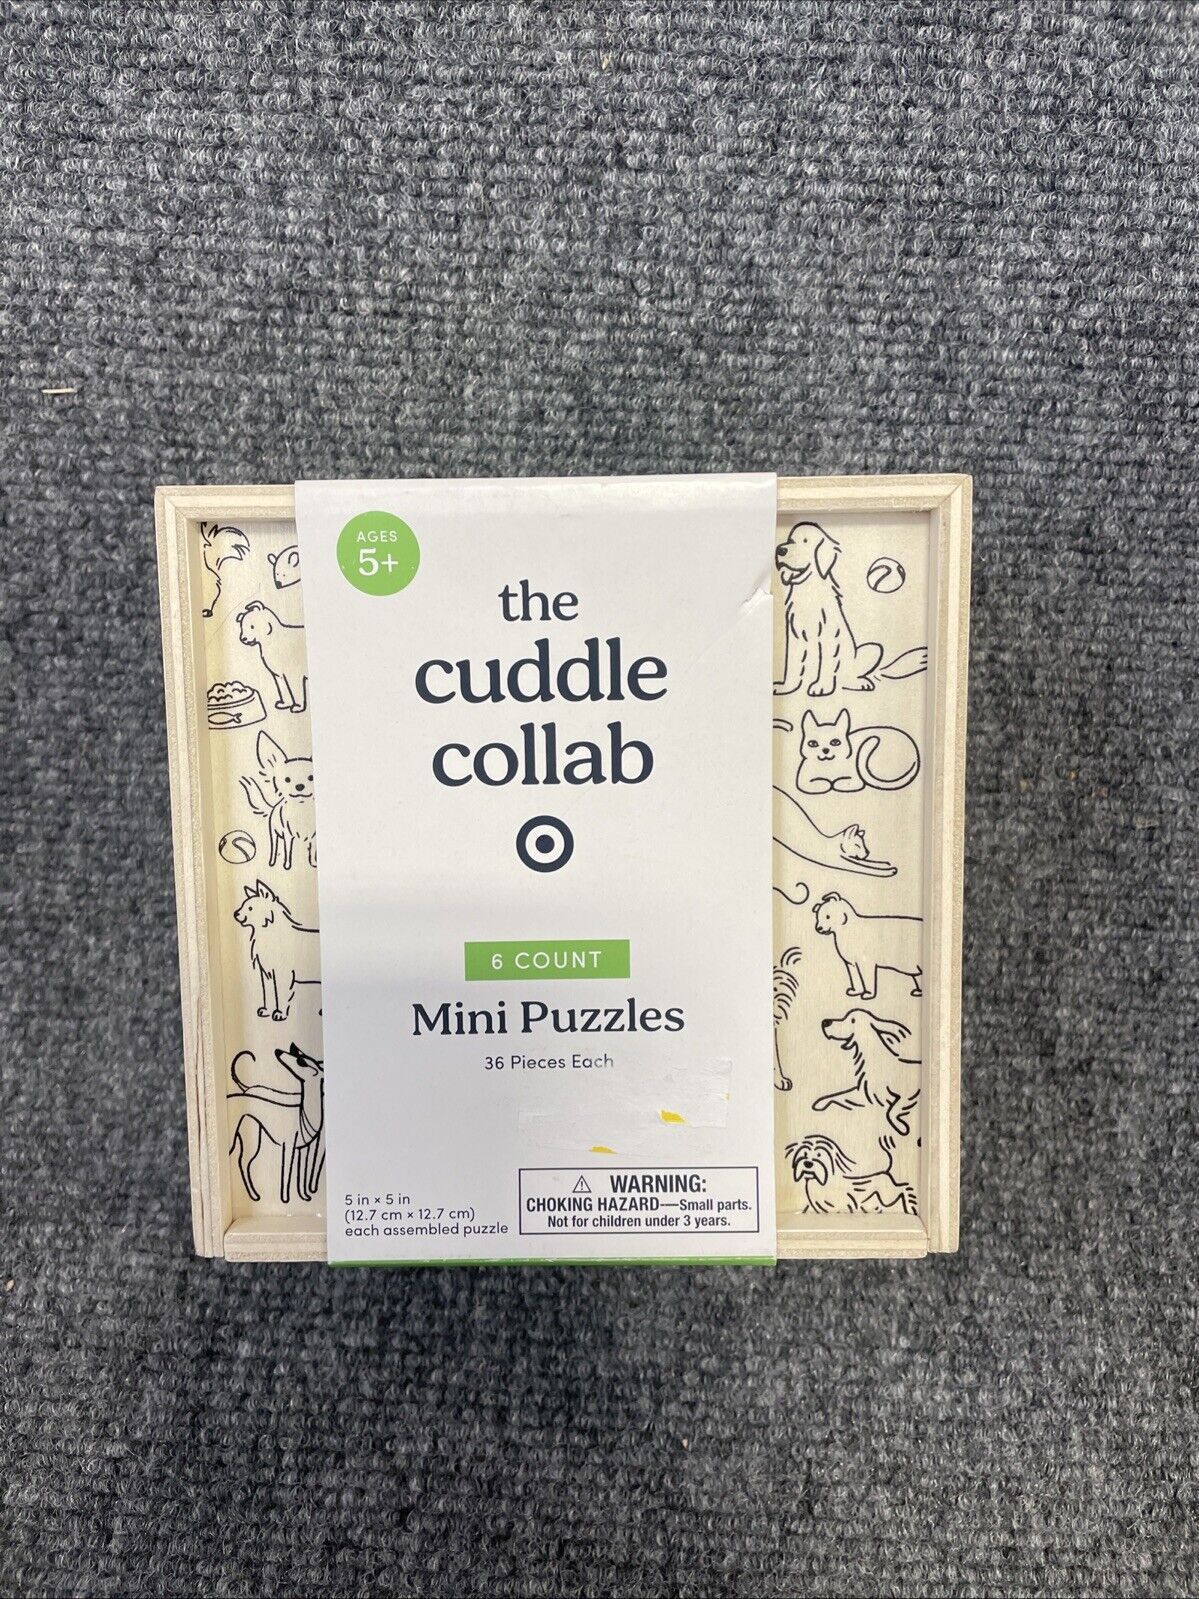 AGES
5+
the
cuddle
collab
6 COUNT
Mini Puzzles
36 Pieces Each
5 in × 5 in
(12.7 cm × 12.7 cm)
each assembled puzzle
⚠ WARNING:
CHOKING HAZARD—Small parts.
Not for children under 3 years.